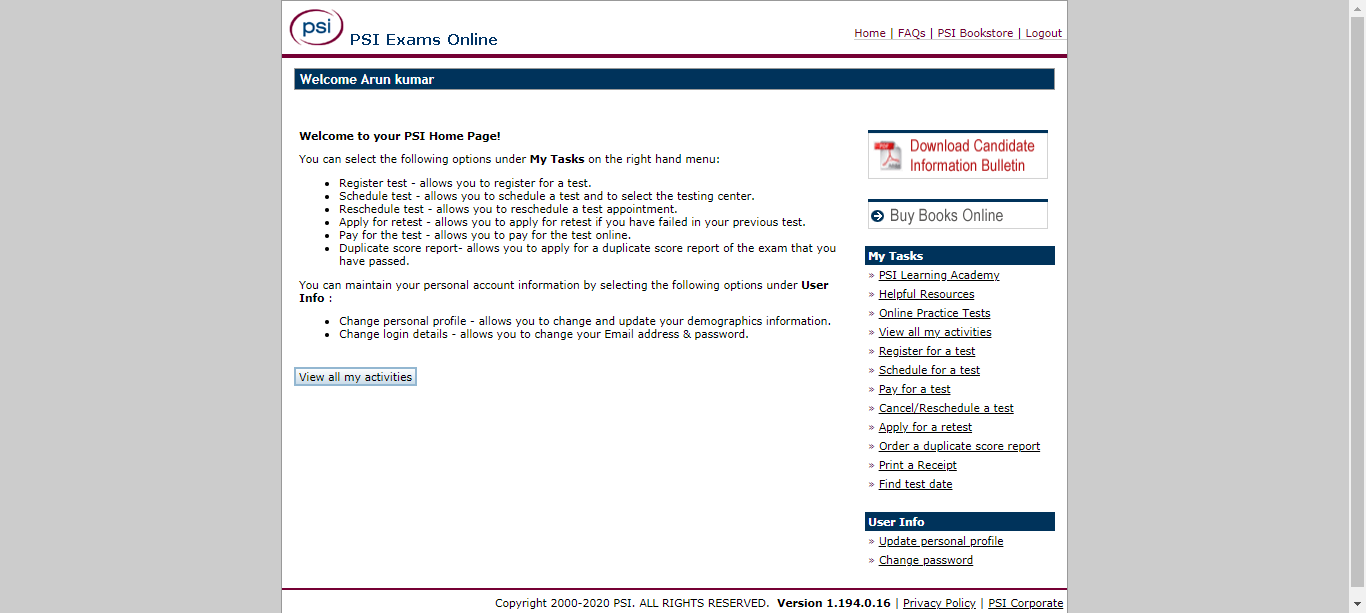 psi
PSI Exams Online
Home | FAQs | PSI Bookstore | Logout
Welcome Arun kumar
Welcome to your PSI Home Page!
You can select the following options under My Tasks on the right hand menu:
Register test - allows you to register for a test.
Schedule test - allows you to schedule a test and to select the testing center.
Reschedule test - allows you to reschedule a test appointment.
Apply for retest - allows you to apply for retest if you have failed in your previous test.
Pay for the test - allows you to pay for the test online.
Duplicate score report- allows you to apply for a duplicate score report of the exam that you
have passed.
You can maintain your personal account information by selecting the following options under User
Info :
Change personal profile - allows you to change and update your demographics information.
Change login details - allows you to change your Email address & password.
View all my activities
PDF
Download Candidate
Information Bulletin
Buy Books Online
My Tasks
» PSI Learning Academy
» Helpful Resources
» Online Practice Tests
» View all my activities
» Register for a test
» Schedule for a test
» Pay for a test
» Cancel/Reschedule a test
» Apply for a retest
» Order a duplicate score report
» Print a Receipt
» Find test date
User Info
» Update personal profile
» Change password
Copyright 2000-2020 PSI. ALL RIGHTS RESERVED. Version 1.194.0.16 | Privacy Policy | PSI Corporate